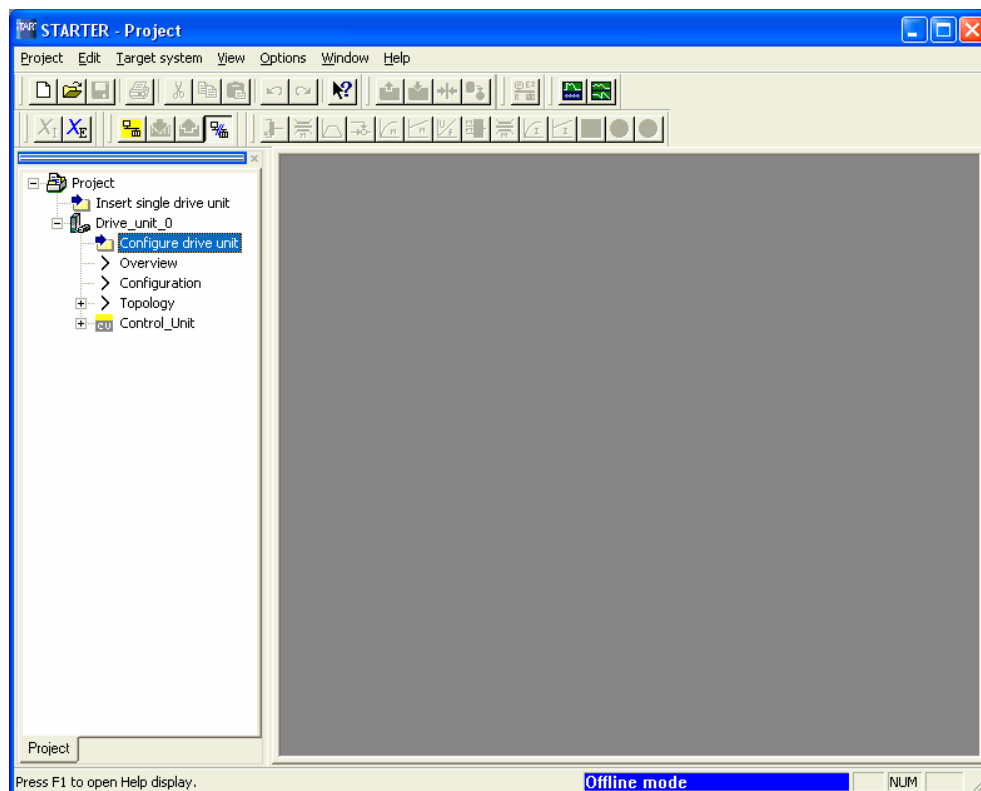 STARTER - Project
Project Edit Target system View Options Window Help
Project
Insert single drive unit
Drive_unit_0
Configure drive unit
Overview
Configuration
Topology
Control_Unit
Project
Press F1 to open Help display.
Offline mode
NUM